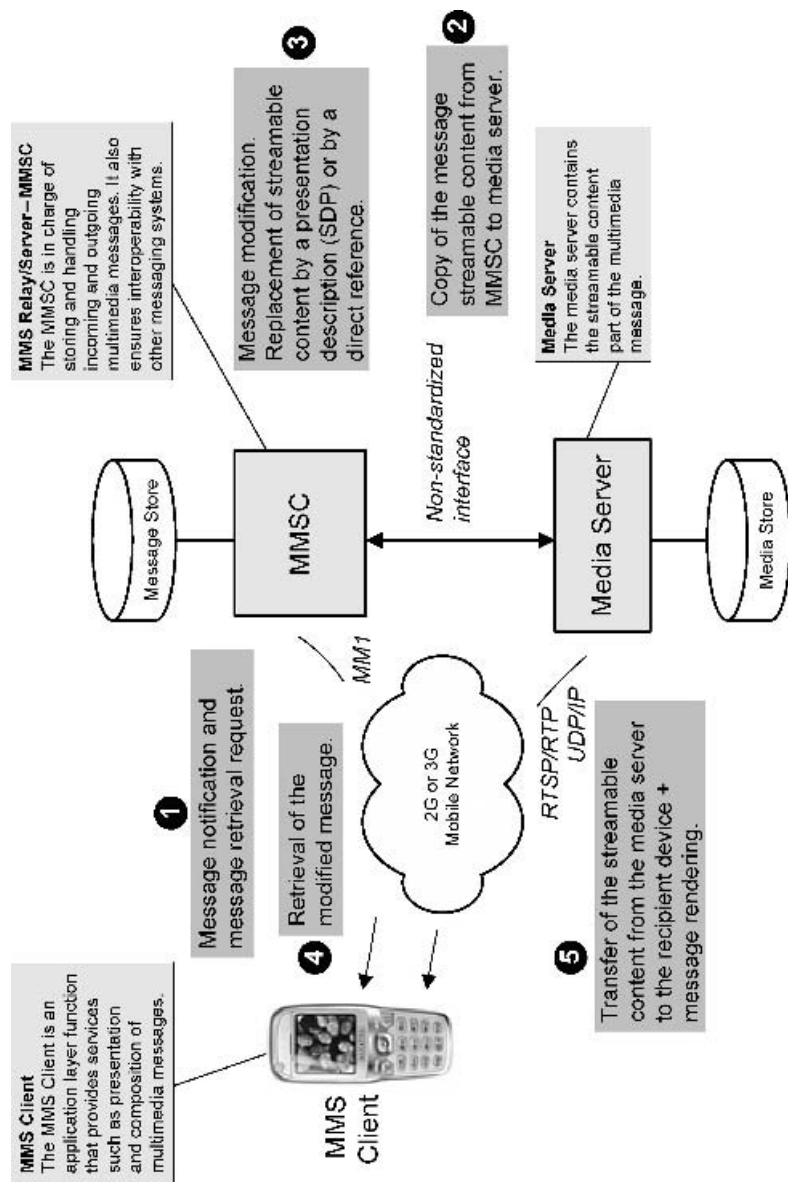 MMS Client
The MMS Client is an
application layer function
that provides services
such as presentation
and composition of
multimedia messages.
MMS Relay/Server–MMSC
The MMSC is in charge of
storing and handling
incoming and outgoing
multimedia messages. It also
ensures interoperability with
other messaging systems.
1
Message notification and
message retrieval request.
Message Store
3
Message modification.
Replacement of streamable
content by a presentation
description (SDP) or by a
direct reference.
4
Retrieval of the
modified message.
MM1
MMSC
MMS
Client
2G or 3G
Mobile Network
Non-standardized
interface
2
Copy of the message
streamable content from
MMSC to media server.
RTSP/RTP
UDP/IP
Media Server
Media Server
The media server contains
the streamable content
part of the multimedia
message.
5
Transfer of the streamable
content from the media server
to the recipient device +
message rendering.
Media Store